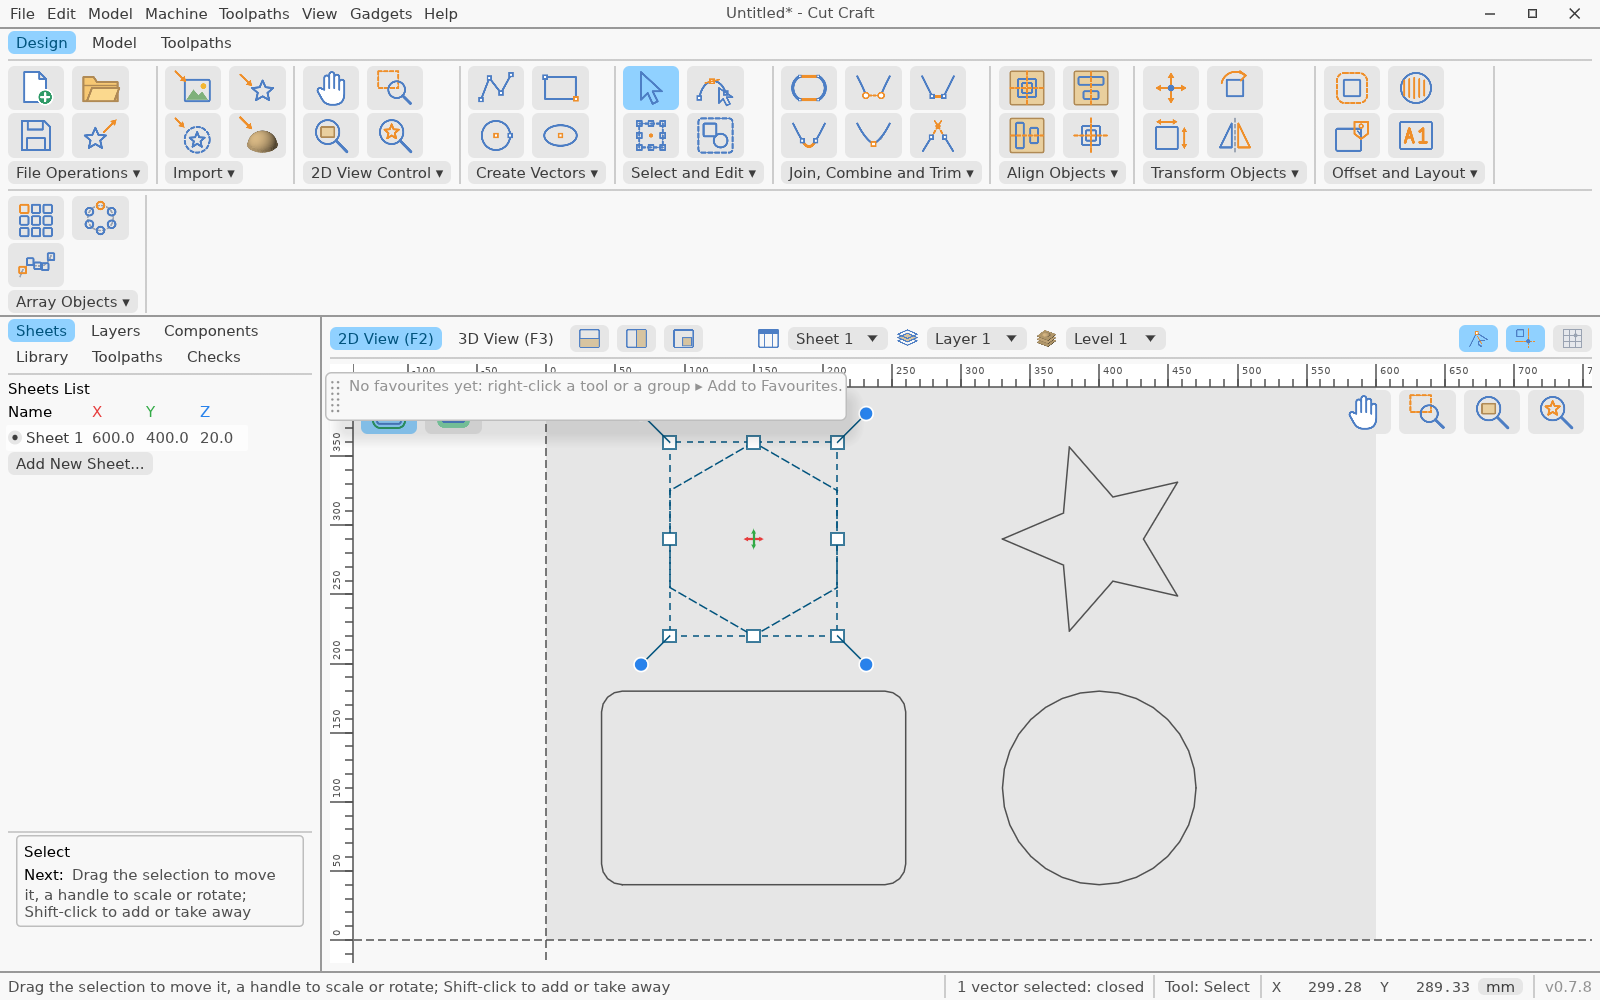 File Edit Model Machine Toolpaths View Gadgets Help
Untitled* - Cut Craft
Design Model Toolpaths
File Operations ▾ Import ▾ 2D View Control ▾ Create Vectors ▾ Select and Edit ▾ Join, Combine and Trim ▾ Align Objects ▾ Transform Objects ▾ Offset and Layout ▾
A1
Array Objects ▾
Sheets Layers Components
Library Toolpaths Checks
Sheets List
Name X Y Z
Sheet 1 600.0 400.0 20.0
Add New Sheet...
2D View (F2) 3D View (F3) Sheet 1 Layer 1 Level 1
-100 -50 0 50 100 150 200 250 300 350 400 450 500 550 600 650 700 7
No favourites yet: right-click a tool or a group ▸ Add to Favourites.
350
300
250
200
150
100
50
0
Select
Next: Drag the selection to move
it, a handle to scale or rotate;
Shift-click to add or take away
Drag the selection to move it, a handle to scale or rotate; Shift-click to add or take away
1 vector selected: closed Tool: Select X 299.28 Y 289.33 mm v0.7.8